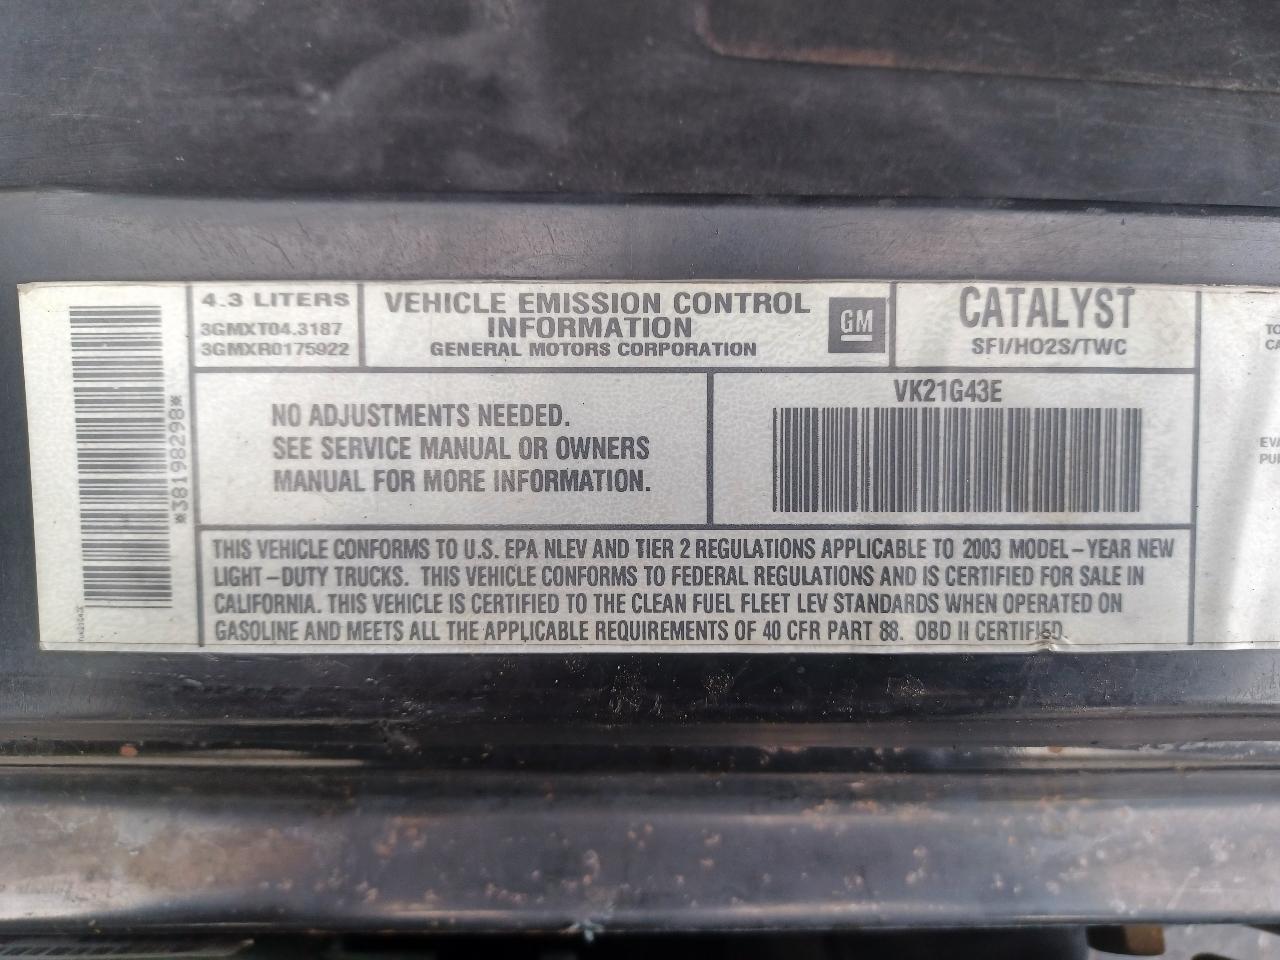 *38198298*
4.3 LITERS
3GMXT04.3187
3GMXR0175922
VEHICLE EMISSION CONTROL
INFORMATION
GENERAL MOTORS CORPORATION
GM
CATALYST
SFI/HO2S/TWC
NO ADJUSTMENTS NEEDED.
SEE SERVICE MANUAL OR OWNERS
MANUAL FOR MORE INFORMATION.
VK21G43E
THIS VEHICLE CONFORMS TO U.S. EPA NLEV AND TIER 2 REGULATIONS APPLICABLE TO 2003 MODEL-YEAR NEW
LIGHT-DUTY TRUCKS. THIS VEHICLE CONFORMS TO FEDERAL REGULATIONS AND IS CERTIFIED FOR SALE IN
CALIFORNIA. THIS VEHICLE IS CERTIFIED TO THE CLEAN FUEL FLEET LEV STANDARDS WHEN OPERATED ON
GASOLINE AND MEETS ALL THE APPLICABLE REQUIREMENTS OF 40 CFR PART 88. OBD II CERTIFIED.